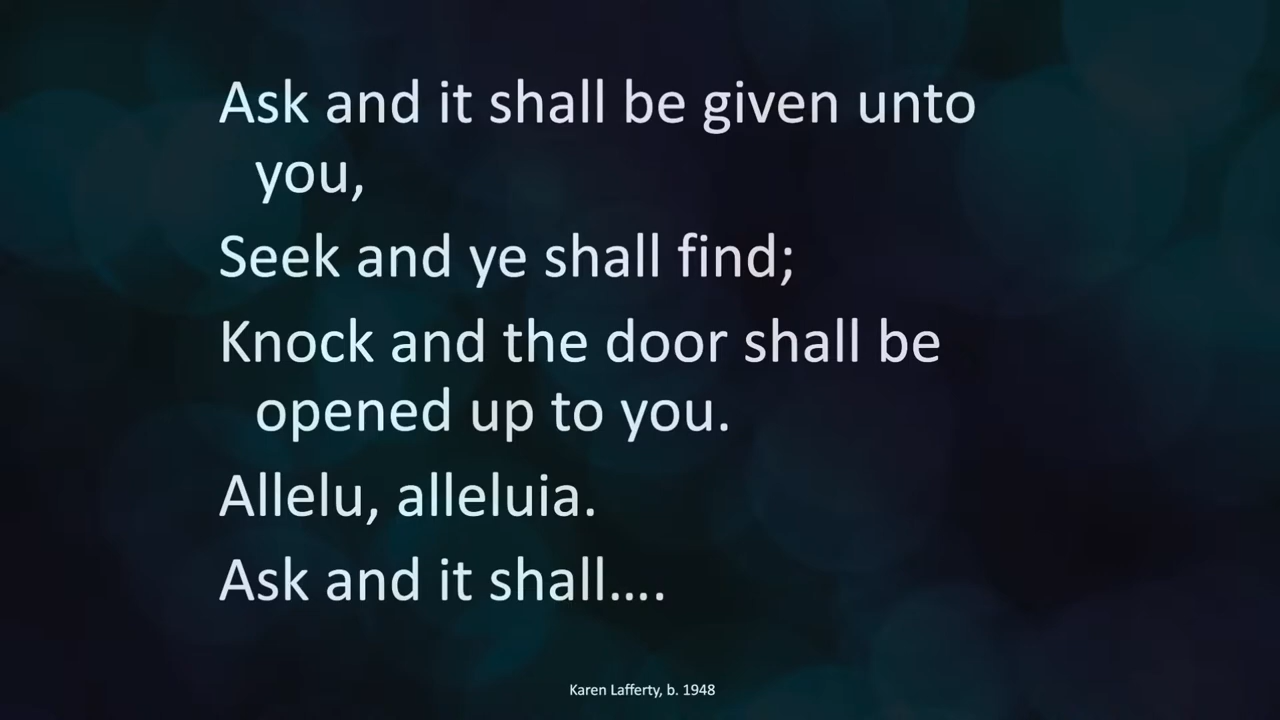 Ask and it shall be given unto
you,
Seek and ye shall find;
Knock and the door shall be
opened up to you.
Allelu, alleluia.
Ask and it shall....
Karen Lafferty, b. 1948